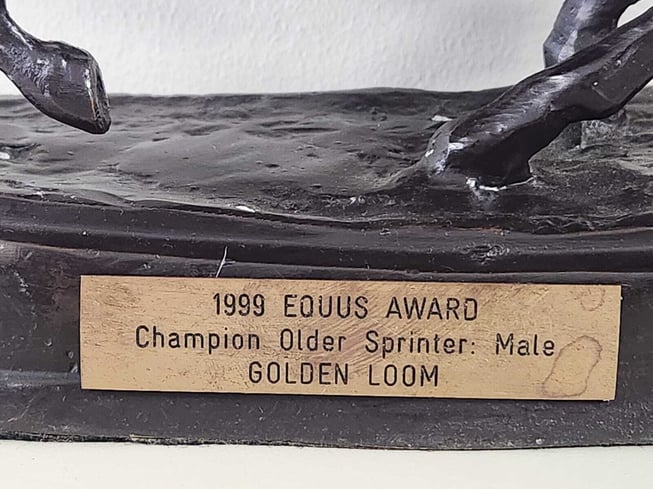 1999 EQUUS AWARD
Champion Older Sprinter: Male
GOLDEN LOOM